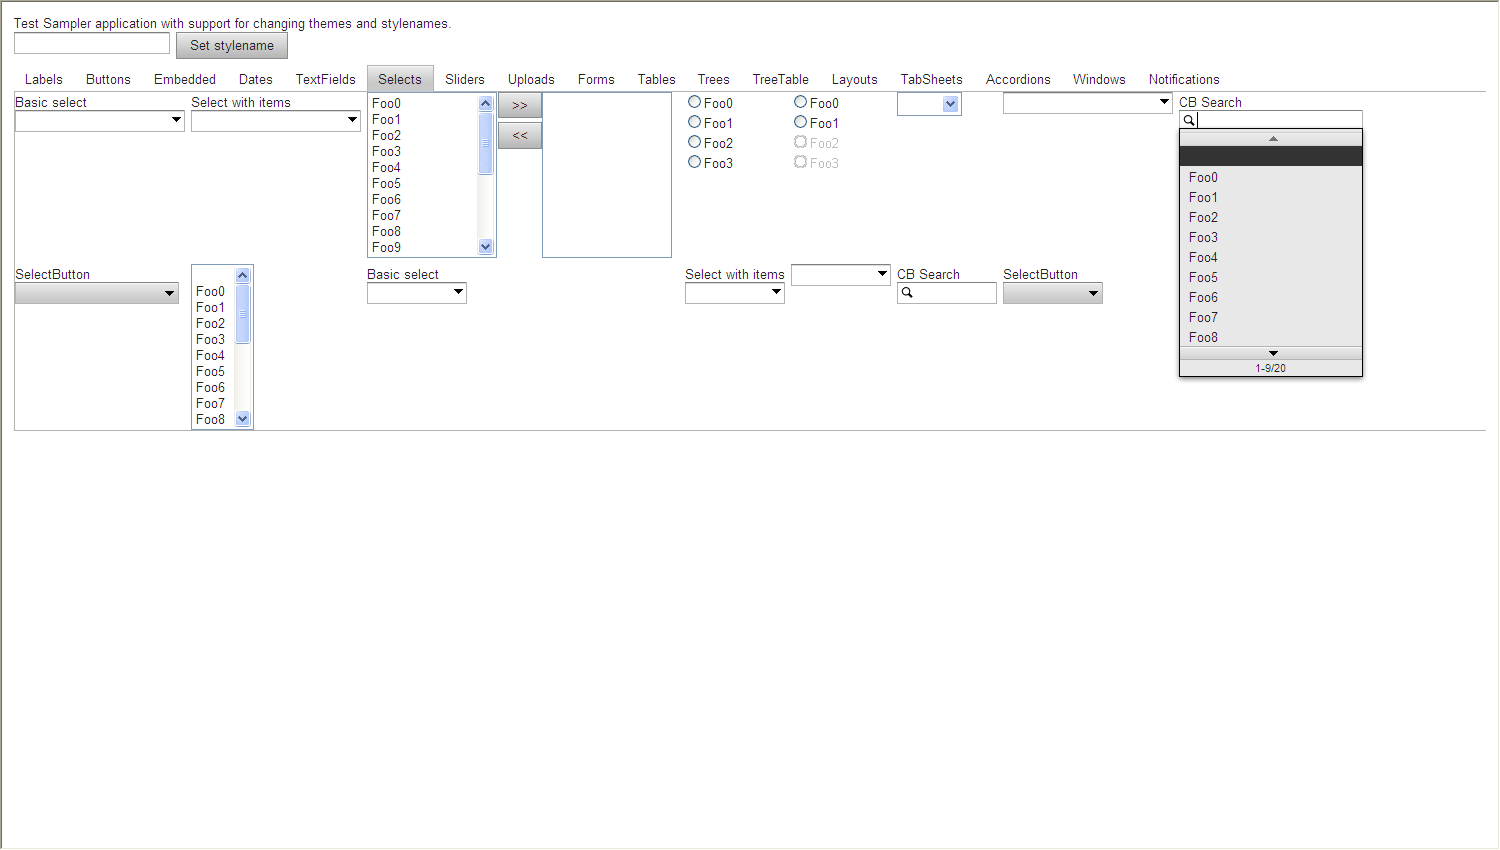 Test Sampler application with support for changing themes and stylenames.
Set stylename
Labels Buttons Embedded Dates TextFields Selects Sliders Uploads Forms Tables Trees TreeTable Layouts TabSheets Accordions Windows Notifications
Basic select
Select with items
Foo0
Foo1
Foo2
Foo3
Foo4
Foo5
Foo6
Foo7
Foo8
Foo9
>>
<<
Foo0
Foo1
Foo2
Foo3
Foo0
Foo1
Foo2
Foo3
CB Search
Foo0
Foo1
Foo2
Foo3
Foo4
Foo5
Foo6
Foo7
Foo8
1-9/20
SelectButton
Foo0
Foo1
Foo2
Foo3
Foo4
Foo5
Foo6
Foo7
Foo8
Basic select
Select with items
CB Search
SelectButton